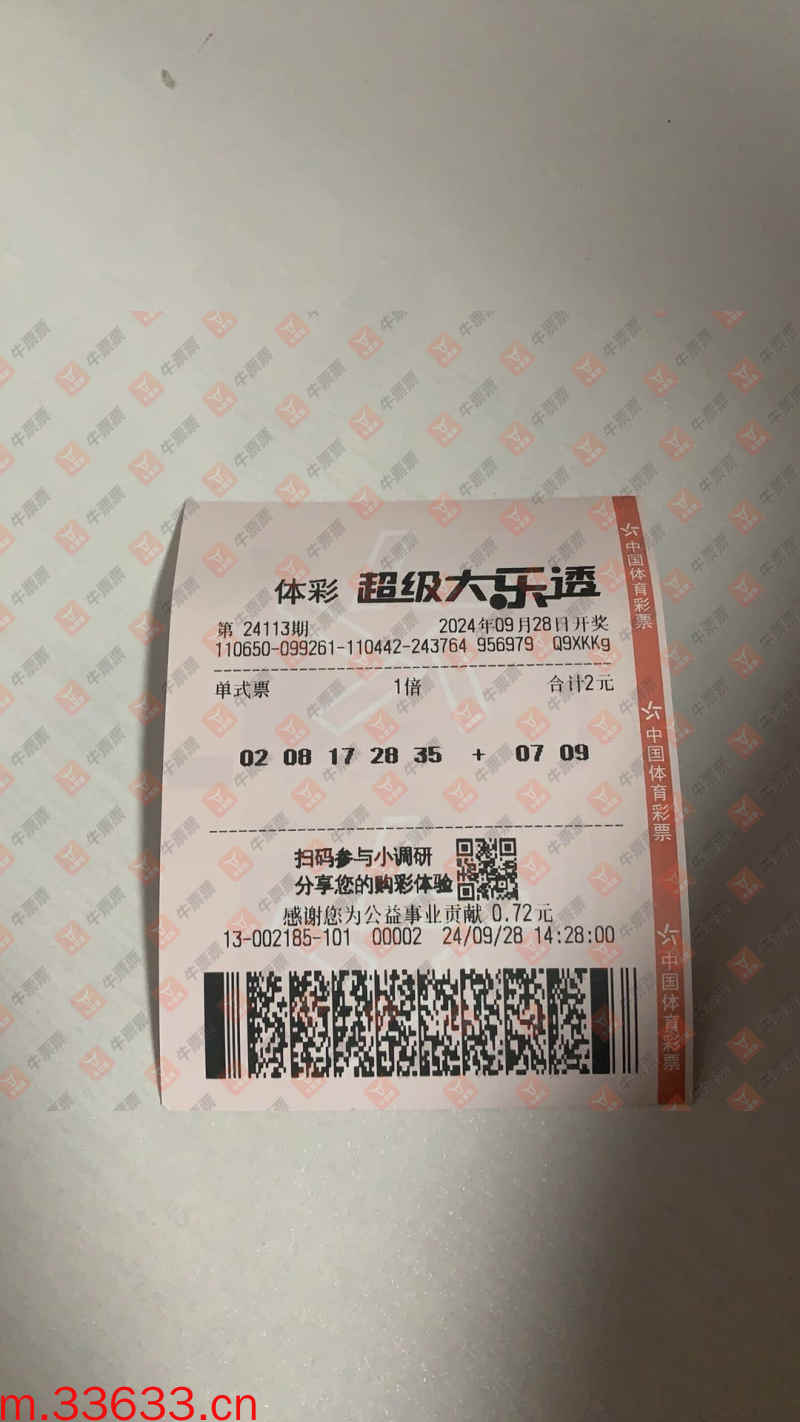 体彩 超级大乐透
第 24113期 2024年09月28日开奖
110650-099261-110442-243764 956979 Q9XKKg
单式票 1倍 合计2元
02 08 17 28 35 + 07 09
扫码参与小调研
分享您的购彩体验
感谢您为公益事业贡献 0.72元
13-002185-101 00002 24/09/28 14:28:00
中国体育彩票
中国体育彩票
中国体育彩票
牛票票
m.33633.cn